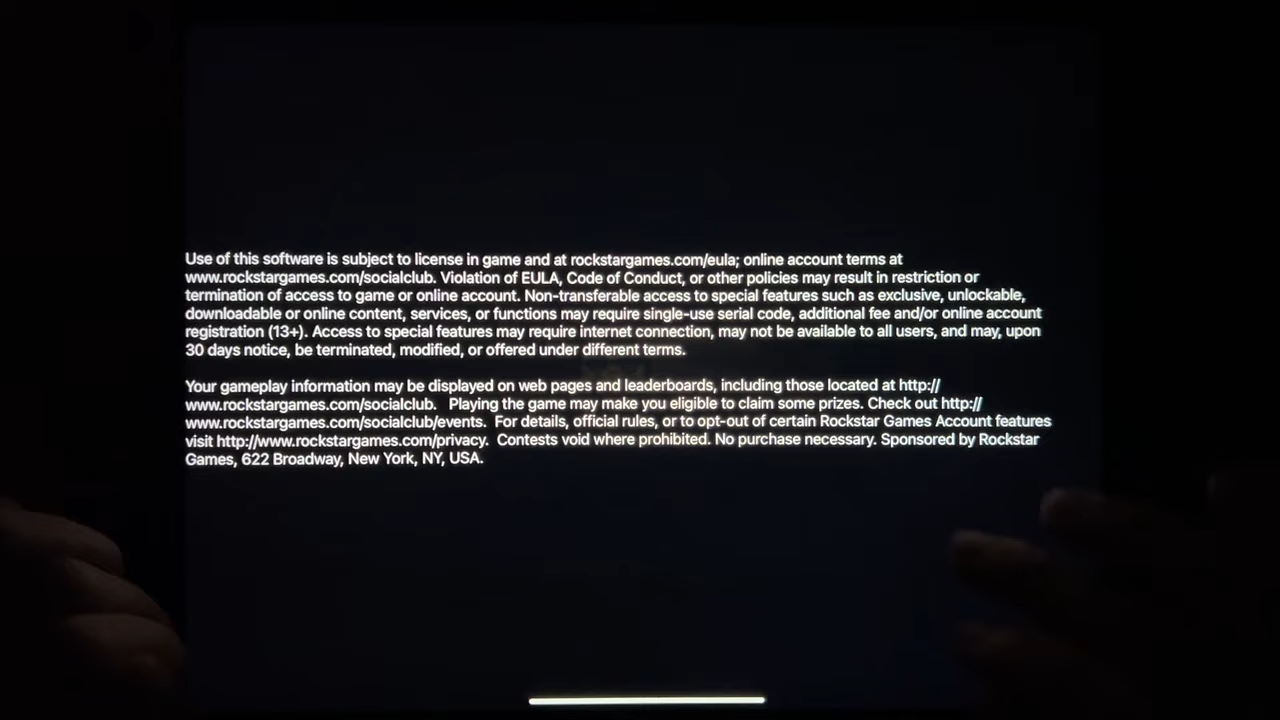 Use of this software is subject to license in game and at rockstargames.com/eula; online account terms at
www.rockstargames.com/socialclub. Violation of EULA, Code of Conduct, or other policies may result in restriction or
termination of access to game or online account. Non-transferable access to special features such as exclusive, unlockable,
downloadable or online content, services, or functions may require single-use serial code, additional fee and/or online account
registration (13+). Access to special features may require internet connection, may not be available to all users, and may, upon
30 days notice, be terminated, modified, or offered under different terms.
Your gameplay information may be displayed on web pages and leaderboards, including those located at http://
www.rockstargames.com/socialclub.   Playing the game may make you eligible to claim some prizes. Check out http://
www.rockstargames.com/socialclub/events.  For details, official rules, or to opt-out of certain Rockstar Games Account features
visit http://www.rockstargames.com/privacy.  Contests void where prohibited. No purchase necessary. Sponsored by Rockstar
Games, 622 Broadway, New York, NY, USA.